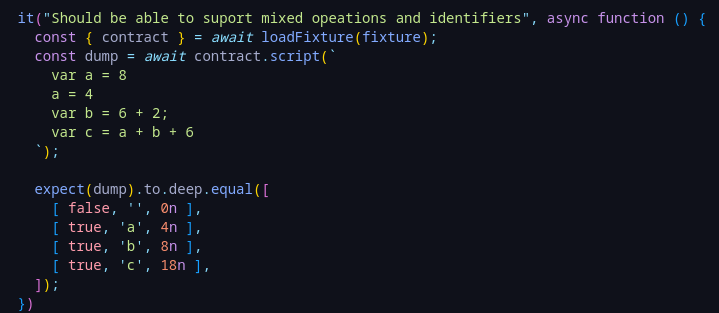 it("Should be able to suport mixed opeations and identifiers", async function () {
  const { contract } = await loadFixture(fixture);
  const dump = await contract.script(`
    var a = 8
    a = 4
    var b = 6 + 2;
    var c = a + b + 6
  `);

  expect(dump).to.deep.equal([
    [ false, '', 0n ],
    [ true, 'a', 4n ],
    [ true, 'b', 8n ],
    [ true, 'c', 18n ],
  ]);
})